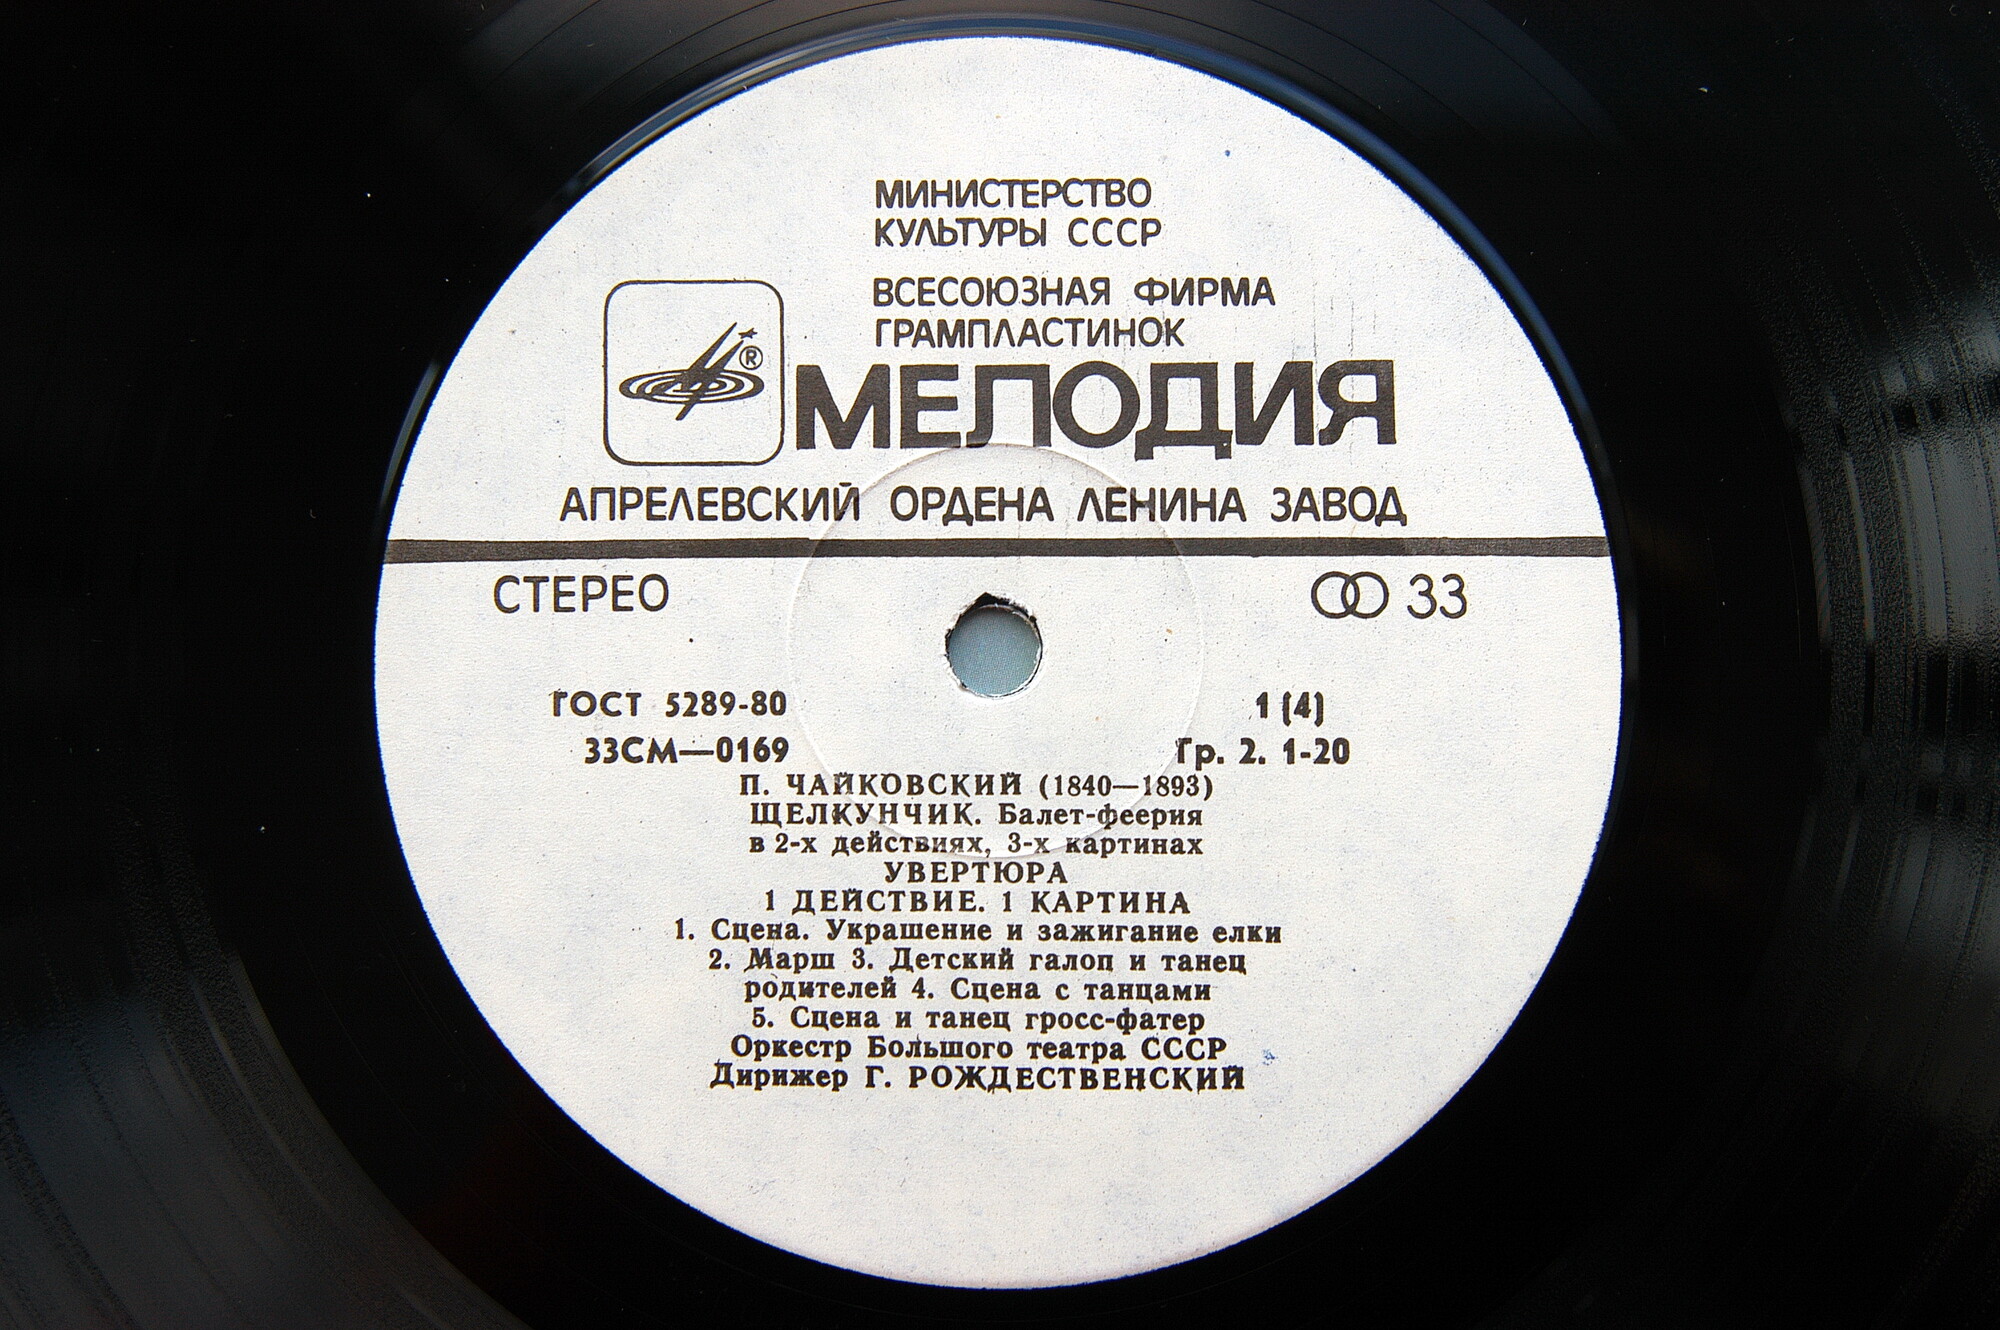 МИНИСТЕРСТВО
КУЛЬТУРЫ СССР
ВСЕСОЮЗНАЯ ФИРМА
ГРАМПЛАСТИНОК
®
МЕЛОДИЯ
АПРЕЛЕВСКИЙ ОРДЕНА ЛЕНИНА ЗАВОД
СТЕРЕО 33
ГОСТ 5289-80 1 (4)
33СМ—0169 Гр. 2. 1-20
П. ЧАЙКОВСКИЙ (1840—1893)
ЩЕЛКУНЧИК. Балет-феерия
в 2-х действиях, 3-х картинах
УВЕРТЮРА
1 ДЕЙСТВИЕ. 1 КАРТИНА
1. Сцена. Украшение и зажигание елки
2. Марш 3. Детский галоп и танец
родителей 4. Сцена с танцами
5. Сцена и танец гросс-фатер
Оркестр Большого театра СССР
Дирижер Г. РОЖДЕСТВЕНСКИЙ